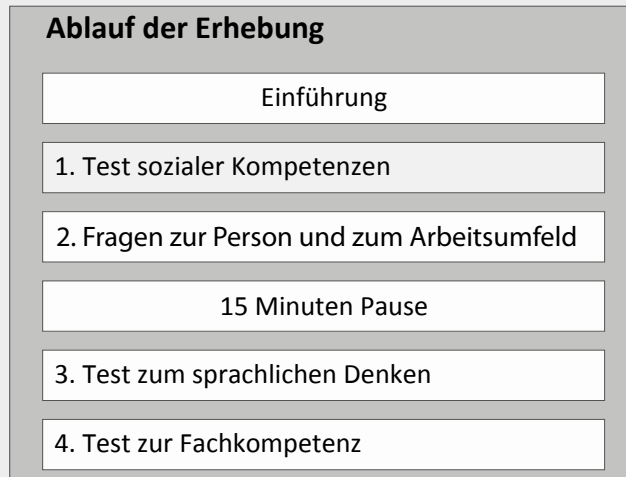 Ablauf der Erhebung
Einführung
1. Test sozialer Kompetenzen
2. Fragen zur Person und zum Arbeitsumfeld
15 Minuten Pause
3. Test zum sprachlichen Denken
4. Test zur Fachkompetenz